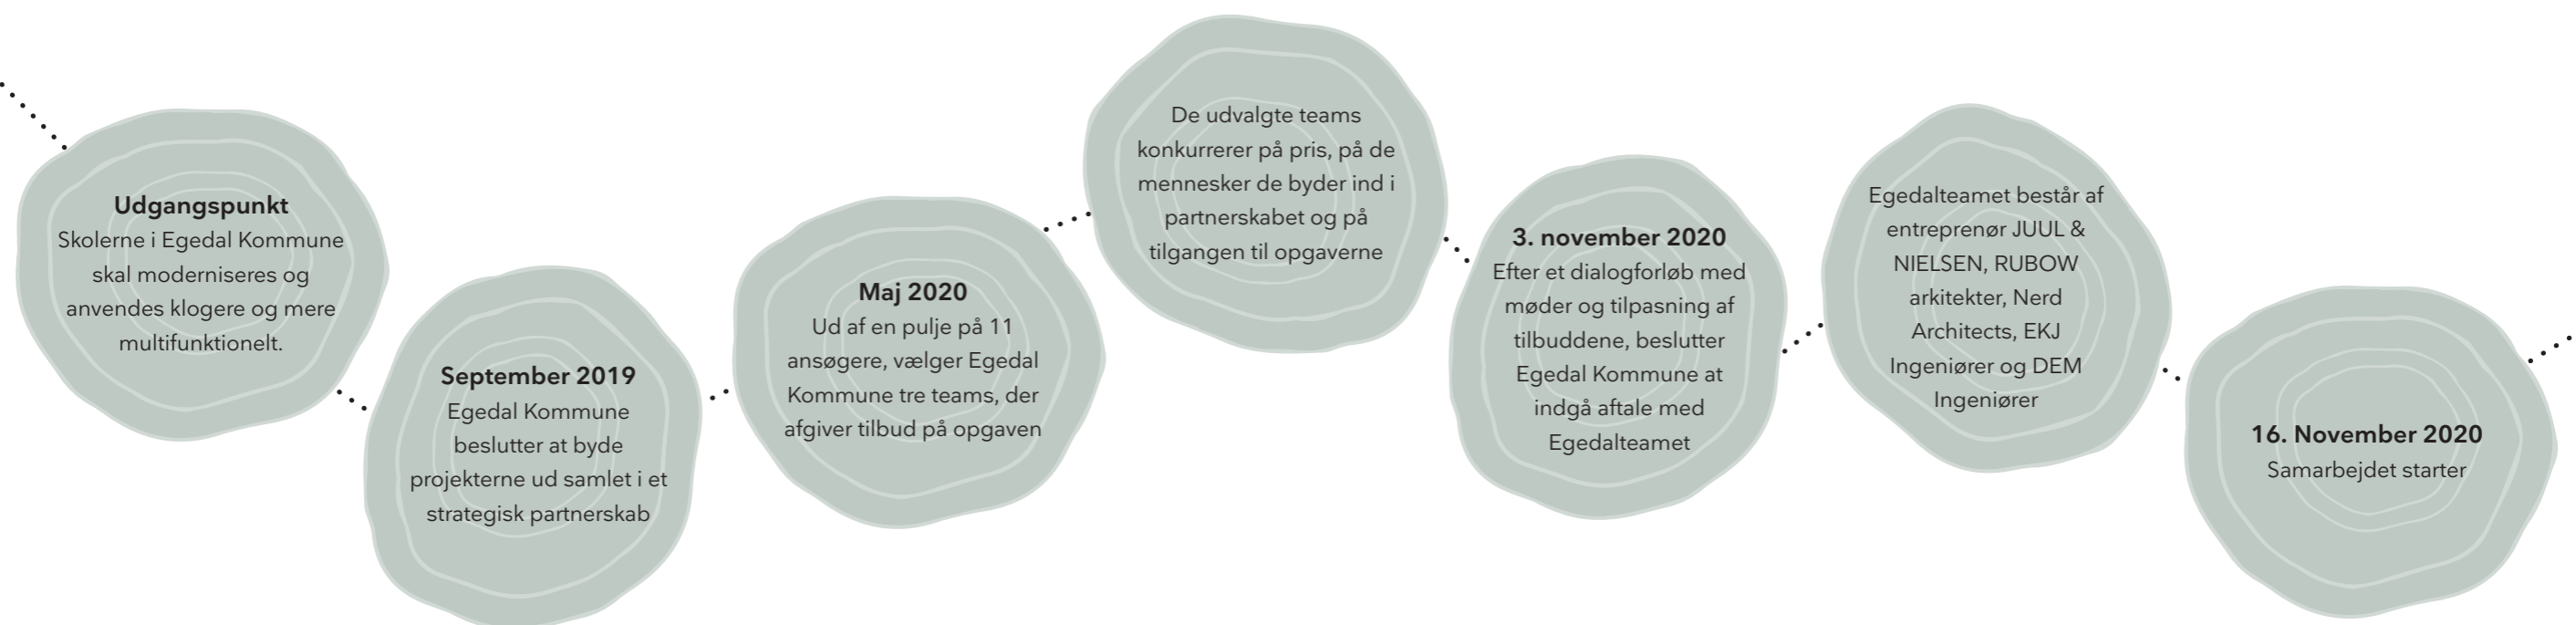 Udgangspunkt
Skolerne i Egedal Kommune
skal moderniseres og
anvendes klogere og mere
multifunktionelt.
September 2019
Egedal Kommune
beslutter at byde
projekterne ud samlet i et
strategisk partnerskab
Maj 2020
Ud af en pulje på 11
ansøgere, vælger Egedal
Kommune tre teams, der
afgiver tilbud på opgaven
De udvalgte teams
konkurrerer på pris, på de
mennesker de byder ind i
partnerskabet og på
tilgangen til opgaverne
3. november 2020
Efter et dialogforløb med
møder og tilpasning af
tilbuddene, beslutter
Egedal Kommune at
indgå aftale med
Egedalteamet
Egedalteamet består af
entreprenør JUUL &
NIELSEN, RUBOW
arkitekter, Nerd
Architects, EKJ
Ingeniører og DEM
Ingeniører
16. November 2020
Samarbejdet starter